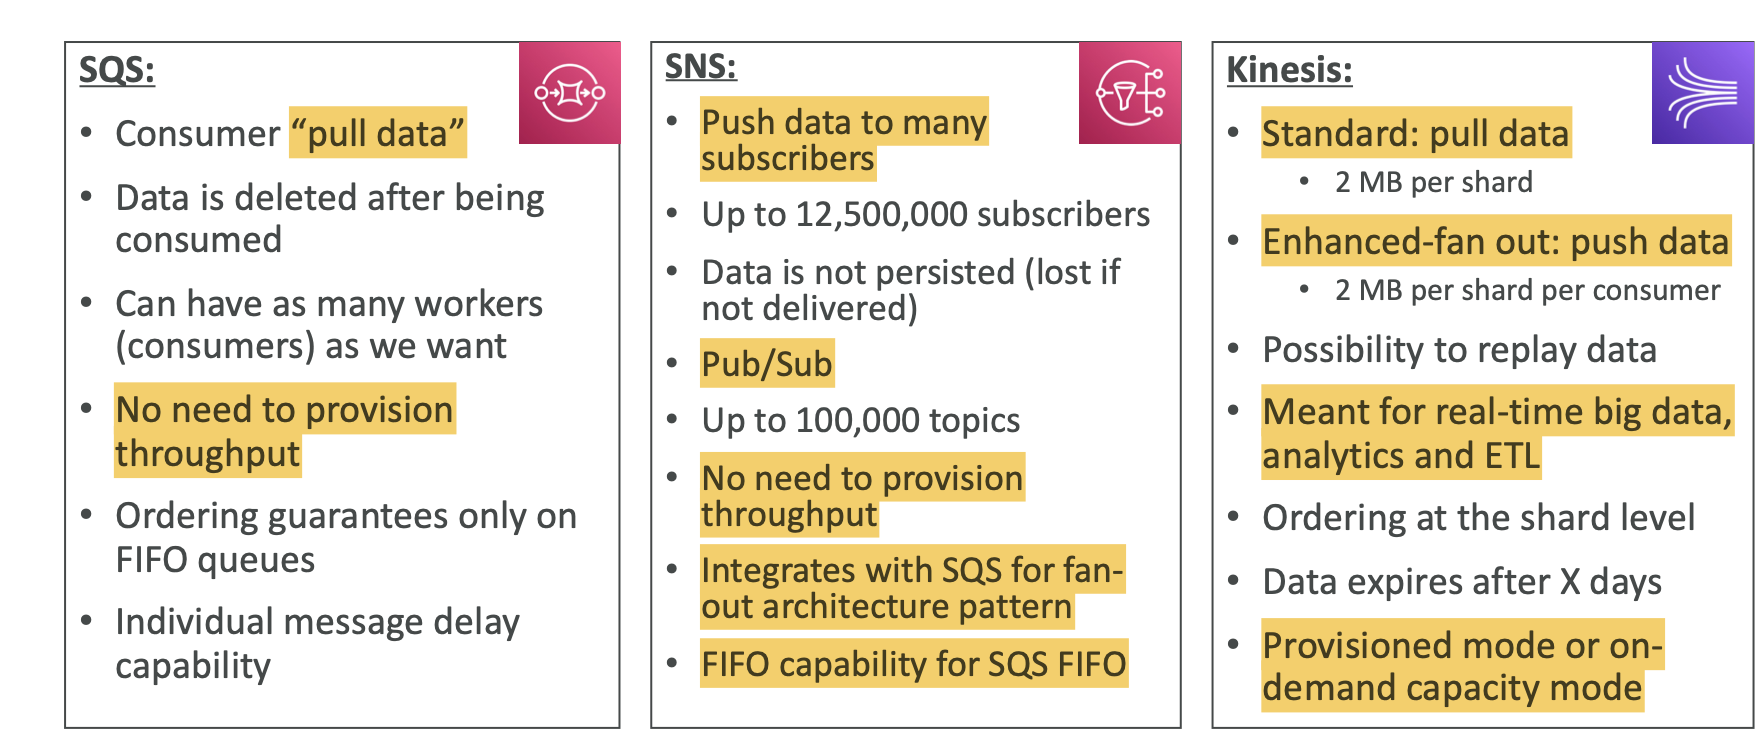 SQS:
• Consumer “pull data”
• Data is deleted after being
consumed
• Can have as many workers
(consumers) as we want
• No need to provision
throughput
• Ordering guarantees only on
FIFO queues
• Individual message delay
capability
SNS:
• Push data to many
subscribers
• Up to 12,500,000 subscribers
• Data is not persisted (lost if
not delivered)
• Pub/Sub
• Up to 100,000 topics
• No need to provision
throughput
• Integrates with SQS for fan-
out architecture pattern
• FIFO capability for SQS FIFO
Kinesis:
• Standard: pull data
• 2 MB per shard
• Enhanced-fan out: push data
• 2 MB per shard per consumer
• Possibility to replay data
• Meant for real-time big data,
analytics and ETL
• Ordering at the shard level
• Data expires after X days
• Provisioned mode or on-
demand capacity mode